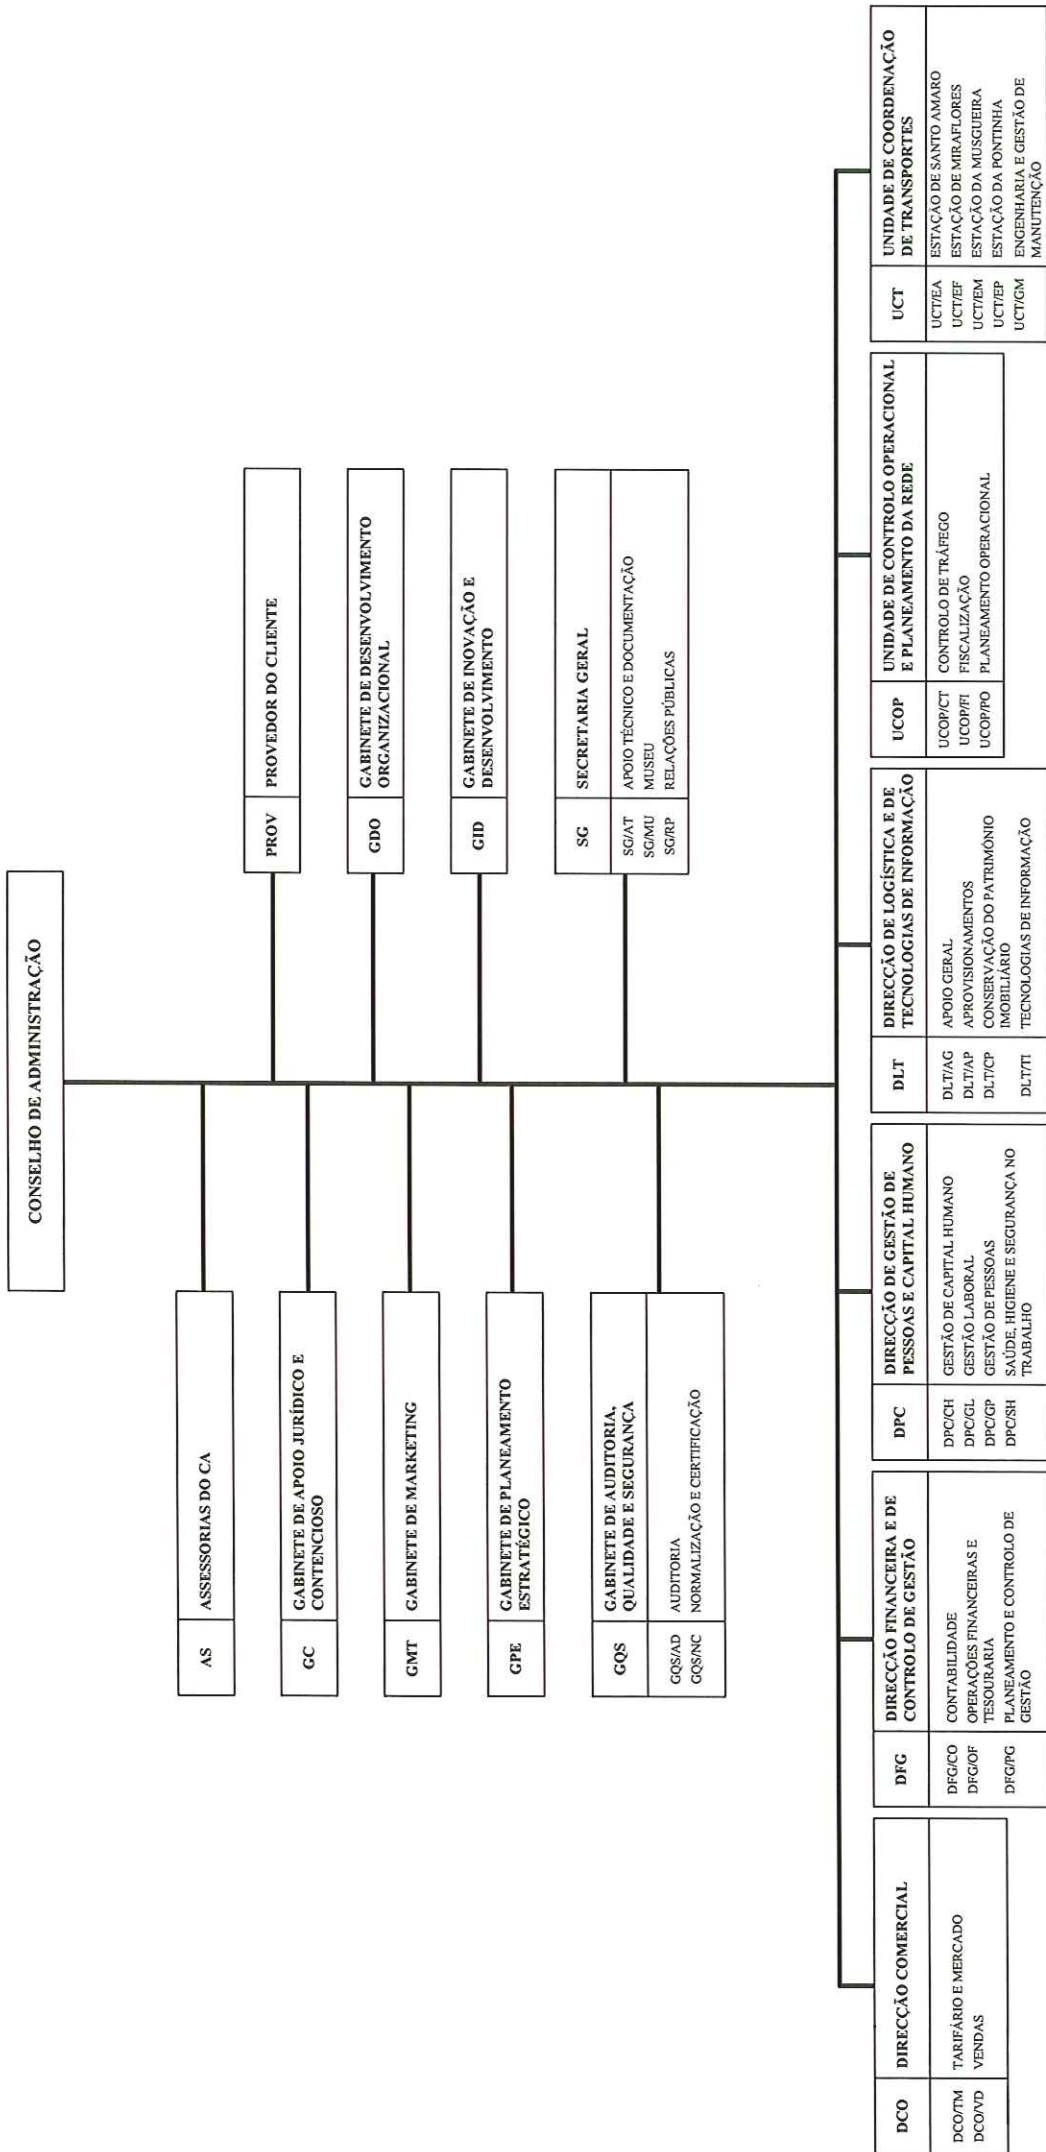 CONSELHO DE ADMINISTRAÇÃO
AS ASSESSORIAS DO CA
PROV PROVEDOR DO CLIENTE
GC GABINETE DE APOIO JURÍDICO E
CONTENCIOSO
GDO GABINETE DE DESENVOLVIMENTO
ORGANIZACIONAL
GMT GABINETE DE MARKETING
GID GABINETE DE INOVAÇÃO E
DESENVOLVIMENTO
GPE GABINETE DE PLANEAMENTO
ESTRATÉGICO
SG SECRETARIA GERAL
SG/AT APOIO TÉCNICO E DOCUMENTAÇÃO
SG/MU MUSEU
SG/RP RELAÇÕES PÚBLICAS
GQS GABINETE DE AUDITORIA,
QUALIDADE E SEGURANÇA
GQS/AD AUDITORIA
GQS/NC NORMALIZAÇÃO E CERTIFICAÇÃO
DCO DIRECÇÃO COMERCIAL
DCO/TM TARIFÁRIO E MERCADO
DCO/VD VENDAS
DFG DIRECÇÃO FINANCEIRA E DE
CONTROLO DE GESTÃO
DFG/CO CONTABILIDADE
DFG/OF OPERAÇÕES FINANCEIRAS E
TESOURARIA
DFG/PG PLANEAMENTO E CONTROLO DE
GESTÃO
DPC DIRECÇÃO DE GESTÃO DE
PESSOAS E CAPITAL HUMANO
DPC/CH GESTÃO DE CAPITAL HUMANO
DPC/GL GESTÃO LABORAL
DPC/GP GESTÃO DE PESSOAS
DPC/SH SAÚDE, HIGIENE E SEGURANÇA NO
TRABALHO
DLT DIRECÇÃO DE LOGÍSTICA E DE
TECNOLOGIAS DE INFORMAÇÃO
DLT/AG APOIO GERAL
DLT/AP APROVISIONAMENTOS
DLT/CP CONSERVAÇÃO DO PATRIMÓNIO
IMOBILIÁRIO
DLT/TI TECNOLOGIAS DE INFORMAÇÃO
UCOP UNIDADE DE CONTROLO OPERACIONAL
E PLANEAMENTO DA REDE
UCOP/CT CONTROLO DE TRÁFEGO
UCOP/FI FISCALIZAÇÃO
UCOP/PO PLANEAMENTO OPERACIONAL
UCT UNIDADE DE COORDENAÇÃO
DE TRANSPORTES
UCT/EA ESTAÇÃO DE SANTO AMARO
UCT/EF ESTAÇÃO DE MIRAFLORES
UCT/EM ESTAÇÃO DA MUSGUEIRA
UCT/EP ESTAÇÃO DA PONTINHA
UCT/GM ENGENHARIA E GESTÃO DE
MANUTENÇÃO